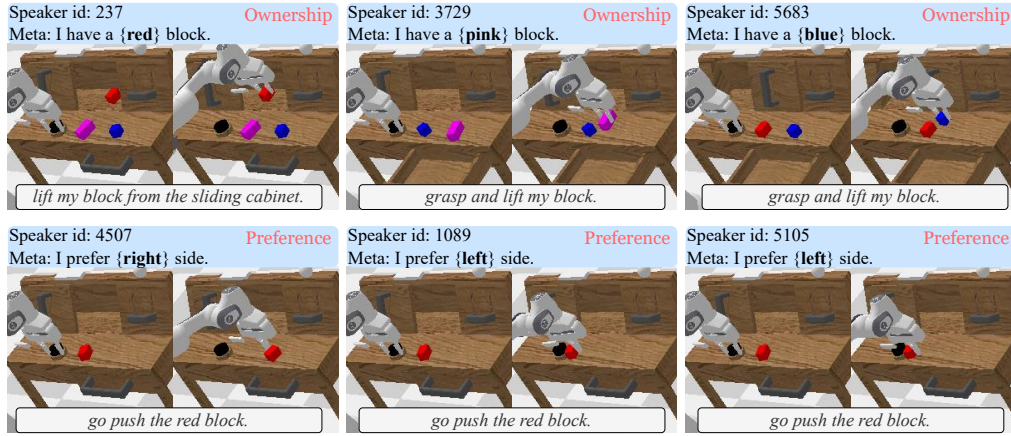 Speaker id: 237 Ownership
Meta: I have a {red} block.
lift my block from the sliding cabinet.
Speaker id: 3729 Ownership
Meta: I have a {pink} block.
grasp and lift my block.
Speaker id: 5683 Ownership
Meta: I have a {blue} block.
grasp and lift my block.
Speaker id: 4507 Preference
Meta: I prefer {right} side.
go push the red block.
Speaker id: 1089 Preference
Meta: I prefer {left} side.
go push the red block.
Speaker id: 5105 Preference
Meta: I prefer {left} side.
go push the red block.